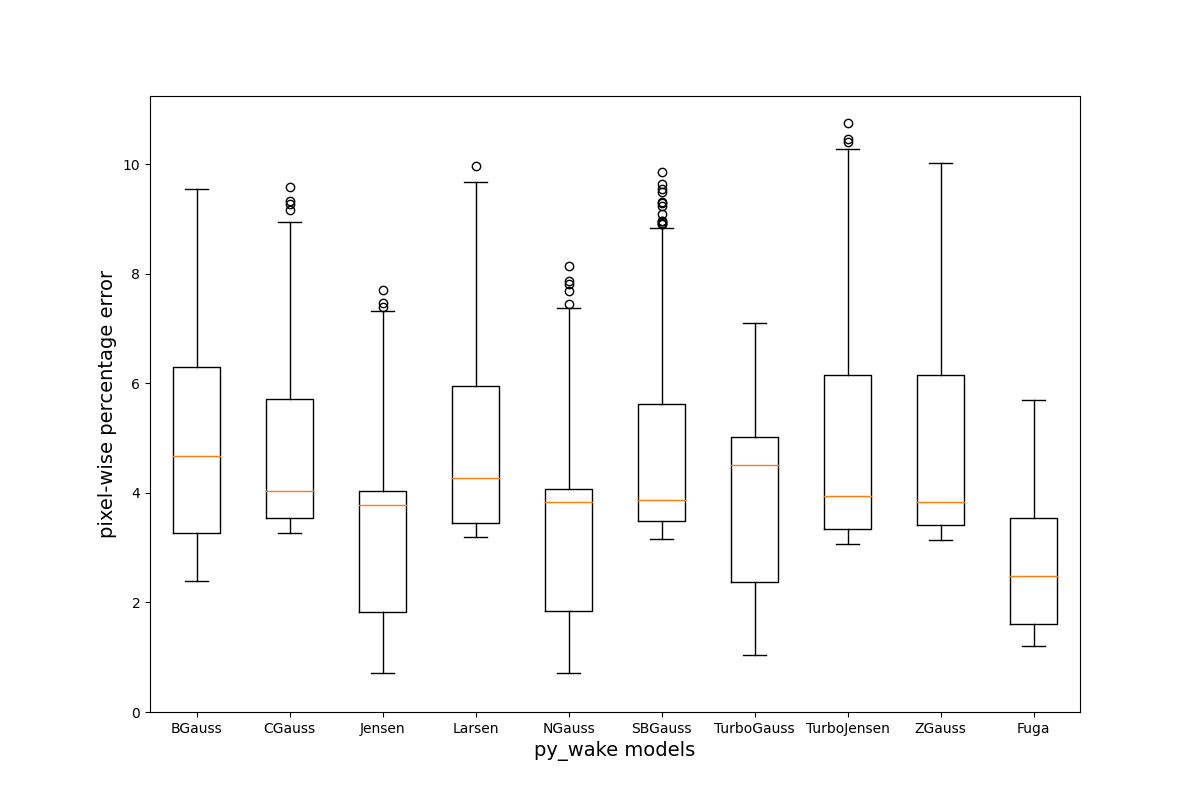 pixel-wise percentage error
10
8
6
4
2
0
BGauss CGauss Jensen Larsen NGauss SBGauss TurboGauss TurboJensen ZGauss Fuga
py_wake models